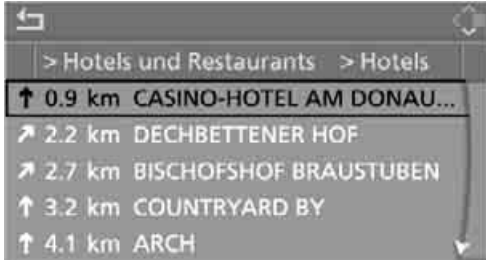 > Hotels und Restaurants > Hotels
0.9 km CASINO-HOTEL AM DONAU...
2.2 km DECHBETTENER HOF
2.7 km BISCHOFSHOF BRAUSTUBEN
3.2 km COUNTRYARD BY
4.1 km ARCH